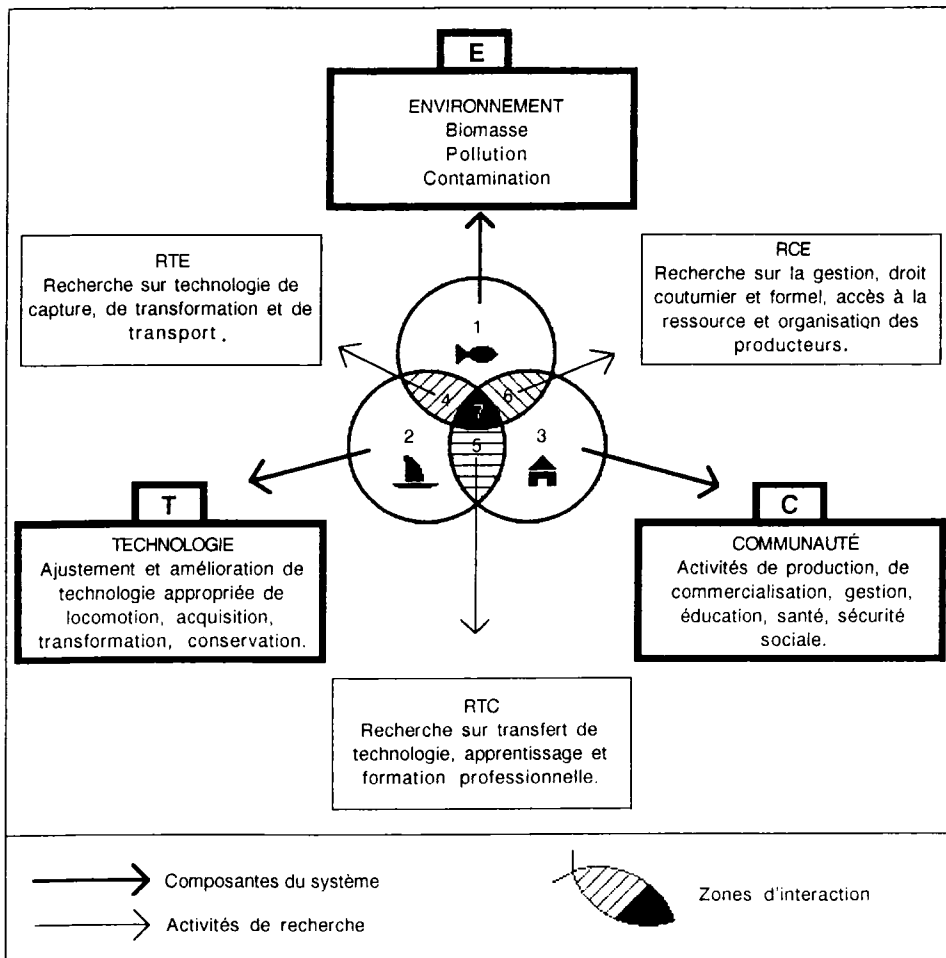 E
ENVIRONNEMENT
Biomasse
Pollution
Contamination
RTE
Recherche sur technologie de
capture, de transformation et de
transport.
RCE
Recherche sur la gestion, droit
coutumier et formel, accès à la
ressource et organisation des
producteurs.
1
4
6
7
2
5
3
T
TECHNOLOGIE
Ajustement et amélioration de
technologie appropriée de
locomotion, acquisition,
transformation, conservation.
C
COMMUNAUTÉ
Activités de production, de
commercialisation, gestion,
éducation, santé, sécurité
sociale.
RTC
Recherche sur transfert de
technologie, apprentissage et
formation professionnelle.
Composantes du système
Activités de recherche
Zones d'interaction